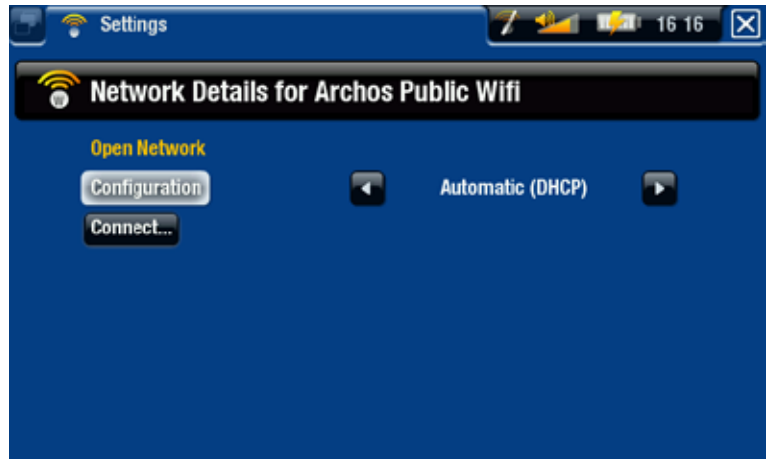 Settings 16 16
Network Details for Archos Public Wifi
Open Network
Configuration Automatic (DHCP)
Connect...